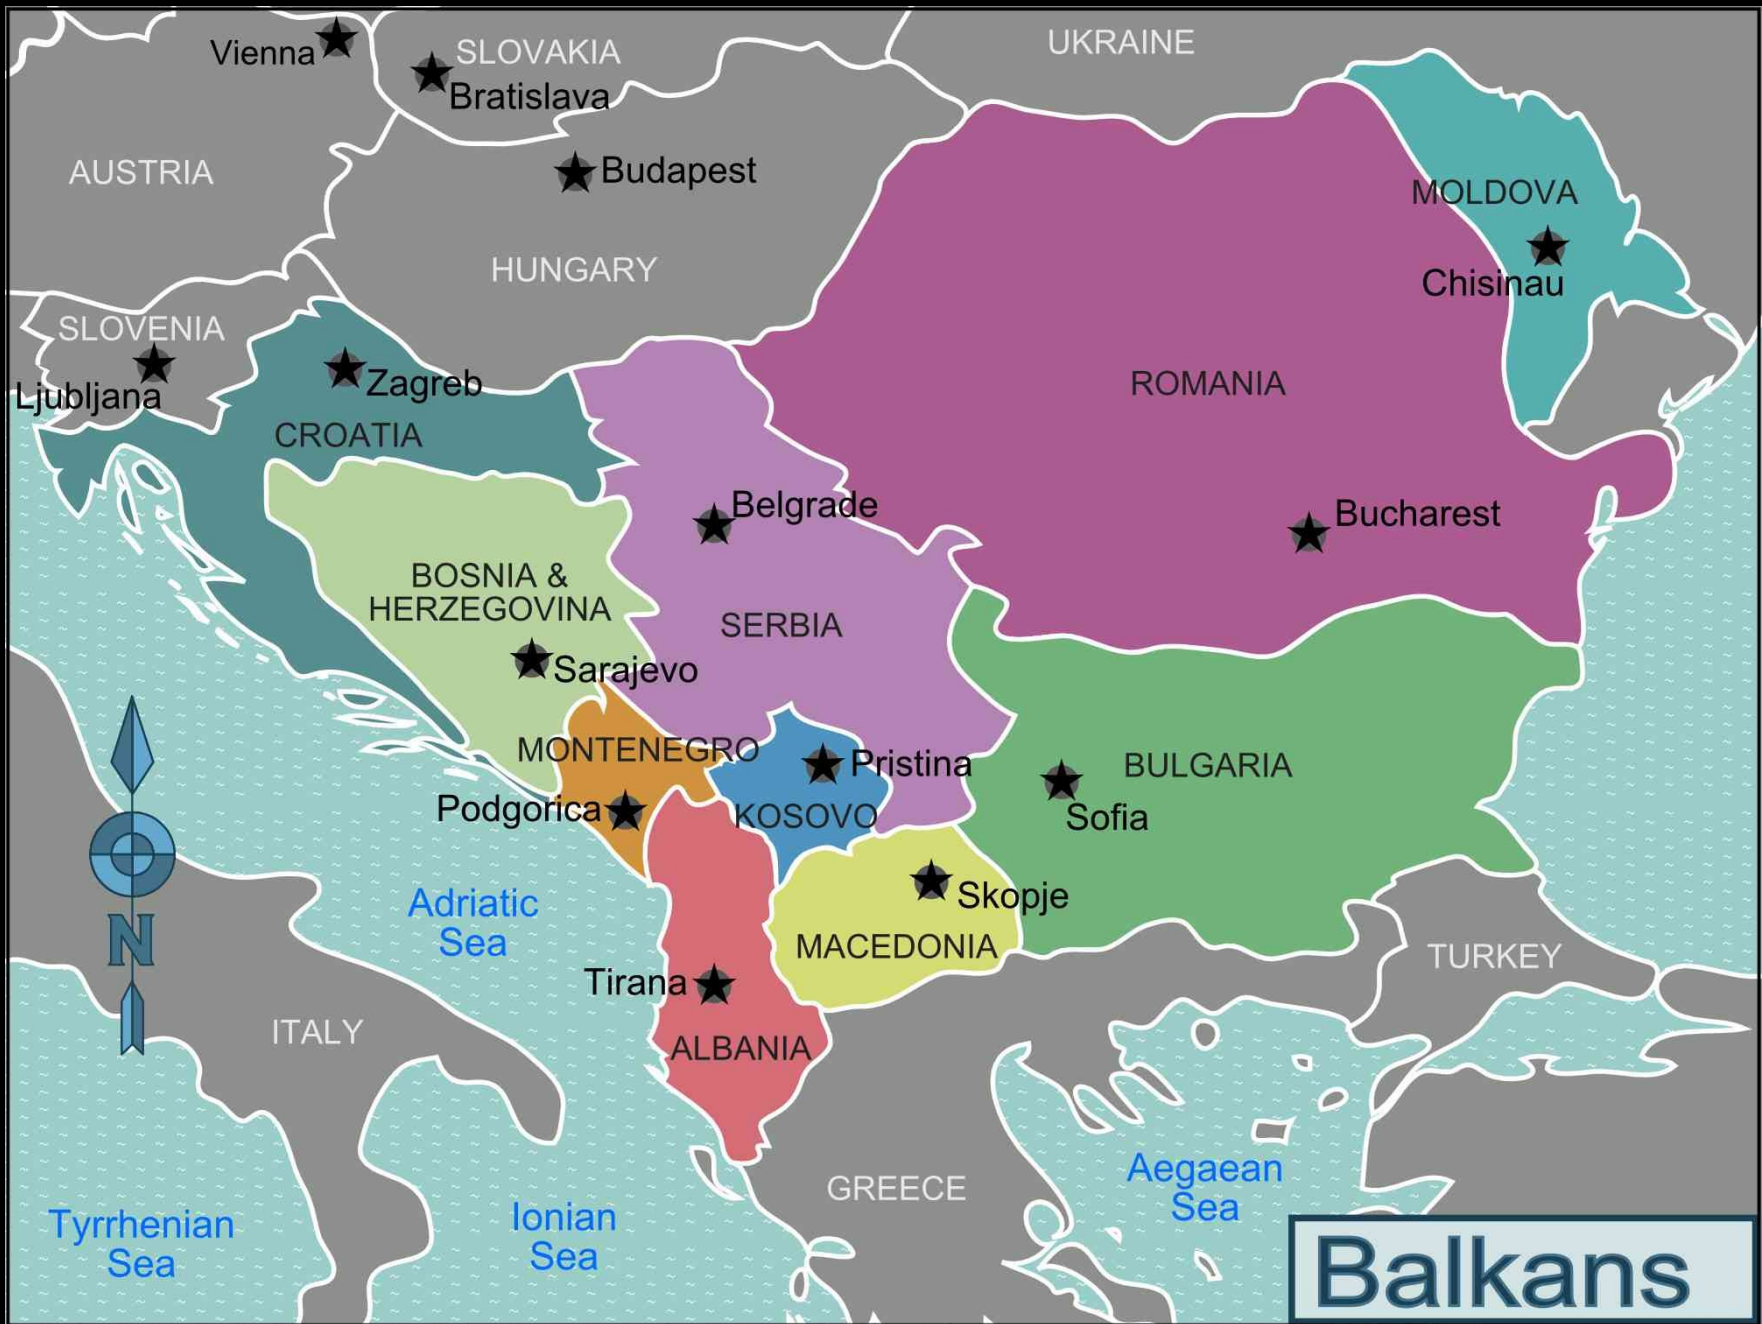 Vienna
SLOVAKIA
UKRAINE
Bratislava
AUSTRIA
Budapest
MOLDOVA
HUNGARY
Chisinau
SLOVENIA
Ljubljana
Zagreb
ROMANIA
CROATIA
Belgrade
Bucharest
BOSNIA &
HERZEGOVINA
SERBIA
Sarajevo
MONTENEGRO
Pristina
BULGARIA
Podgorica
KOSOVO
Sofia
Adriatic
Sea
Skopje
N
MACEDONIA
TURKEY
Tirana
ITALY
ALBANIA
GREECE
Aegaean
Sea
Tyrrhenian
Sea
Ionian
Sea
Balkans